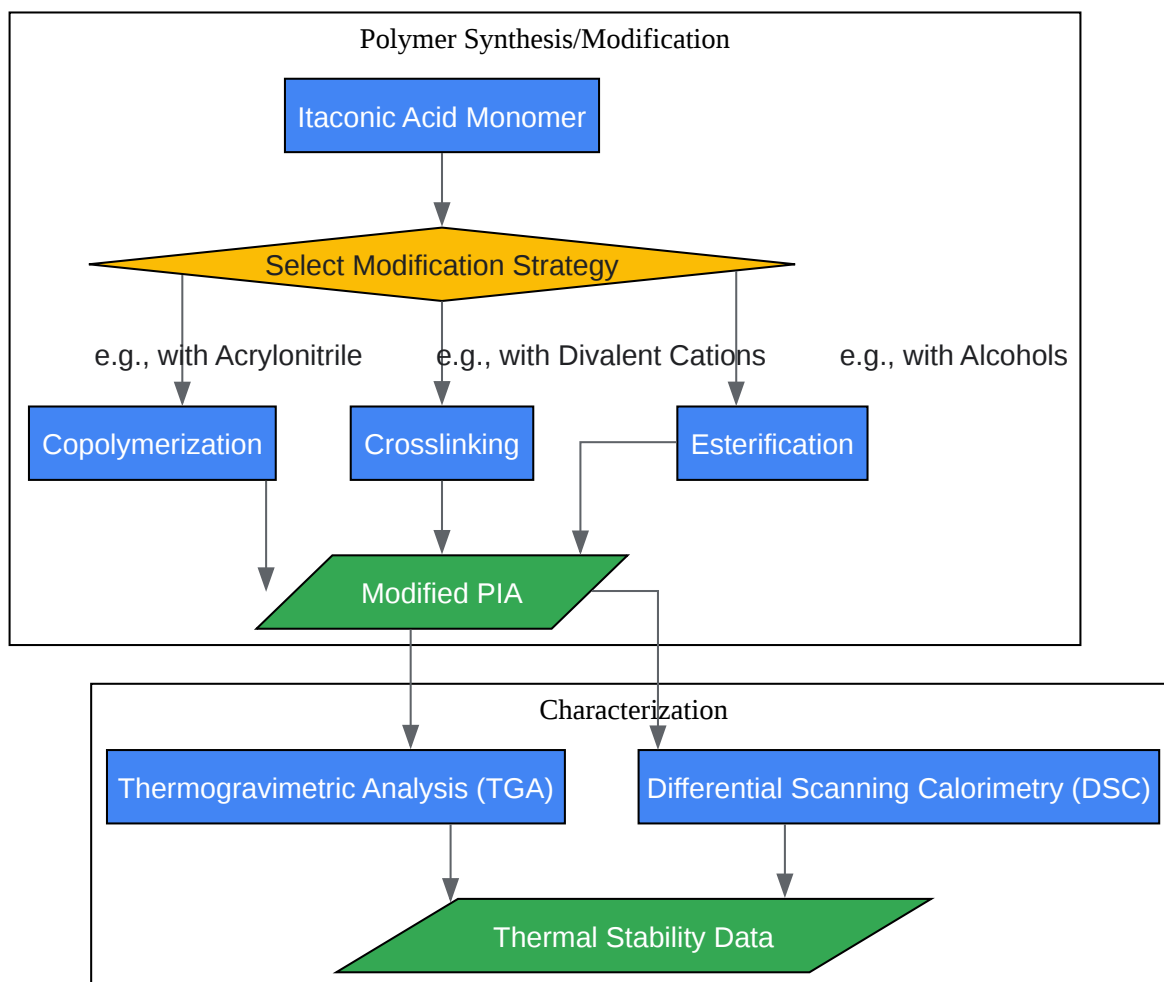 Polymer Synthesis/Modification
Itaconic Acid Monomer
Select Modification Strategy
e.g., with Acrylonitrile
e.g., with Divalent Cations
e.g., with Alcohols
Copolymerization
Crosslinking
Esterification
Modified PIA
Characterization
Thermogravimetric Analysis (TGA)
Differential Scanning Calorimetry (DSC)
Thermal Stability Data